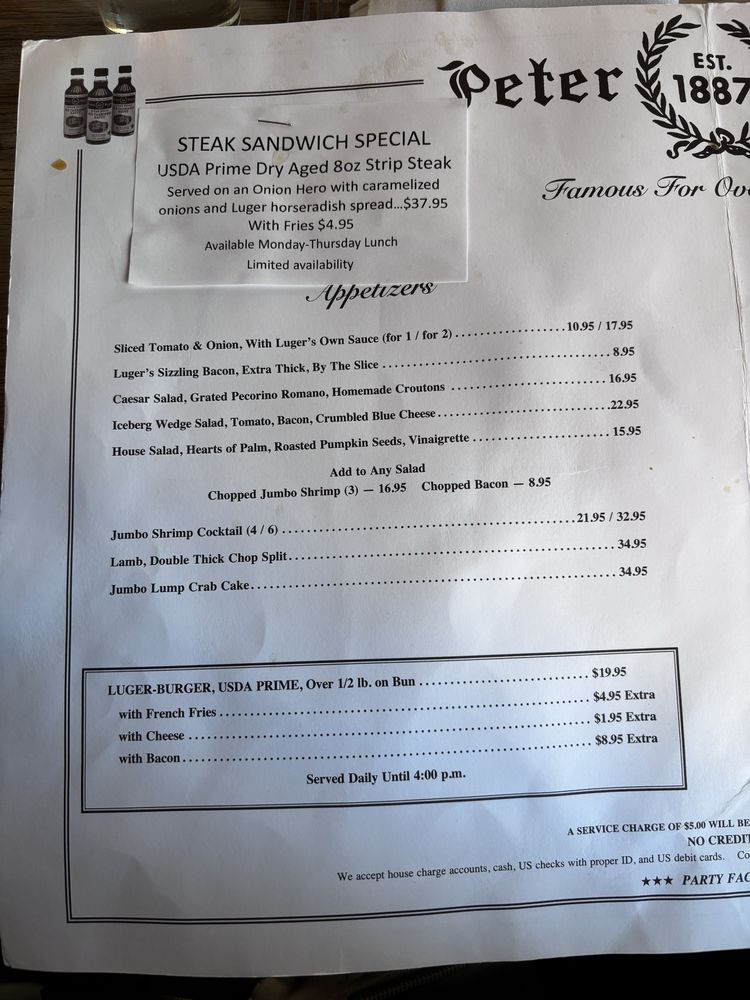 Peter
EST.
1887
Famous For Ov
STEAK SANDWICH SPECIAL
USDA Prime Dry Aged 8oz Strip Steak
Served on an Onion Hero with caramelized
onions and Luger horseradish spread...$37.95
With Fries $4.95
Available Monday-Thursday Lunch
Limited availability
Appetizers
Sliced Tomato & Onion, With Luger's Own Sauce (for 1 / for 2) .................10.95 / 17.95
Luger's Sizzling Bacon, Extra Thick, By The Slice ................................... 8.95
Caesar Salad, Grated Pecorino Romano, Homemade Croutons ........................ 16.95
Iceberg Wedge Salad, Tomato, Bacon, Crumbled Blue Cheese..........................22.95
House Salad, Hearts of Palm, Roasted Pumpkin Seeds, Vinaigrette ..................... 15.95
Add to Any Salad
Chopped Jumbo Shrimp (3) — 16.95 Chopped Bacon — 8.95
Jumbo Shrimp Cocktail (4 / 6) .............................................21.95 / 32.95
Lamb, Double Thick Chop Split.................................................. 34.95
Jumbo Lump Crab Cake........................................................ 34.95
LUGER-BURGER, USDA PRIME, Over 1/2 lb. on Bun .......................... $19.95
with French Fries ......................................................... $4.95 Extra
with Cheese .............................................................. $1.95 Extra
with Bacon............................................................... $8.95 Extra
Served Daily Until 4:00 p.m.
A SERVICE CHARGE OF $5.00 WILL BE
NO CREDIT
We accept house charge accounts, cash, US checks with proper ID, and US debit cards. Co
★★★ PARTY FAC